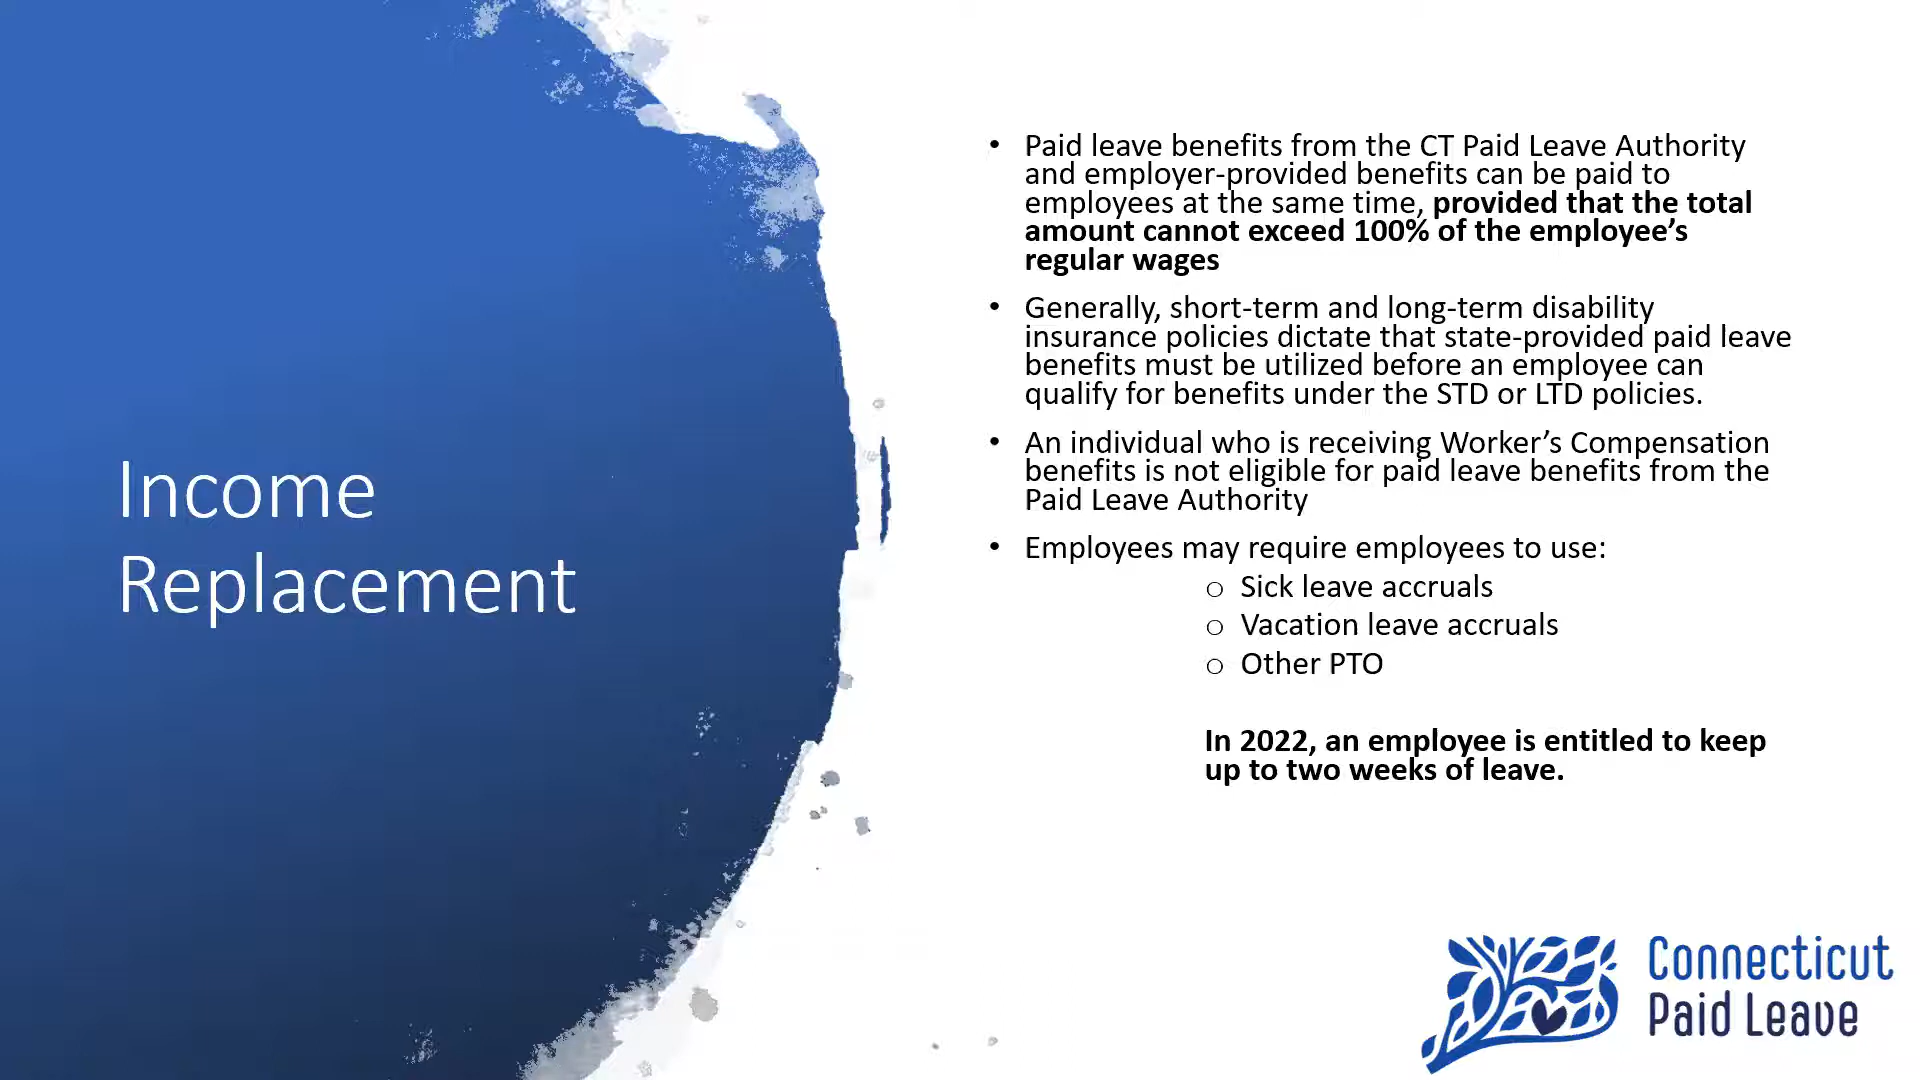 Income
Replacement
• Paid leave benefits from the CT Paid Leave Authority
and employer-provided benefits can be paid to
employees at the same time, provided that the total
amount cannot exceed 100% of the employee’s
regular wages
• Generally, short-term and long-term disability
insurance policies dictate that state-provided paid leave
benefits must be utilized before an employee can
qualify for benefits under the STD or LTD policies.
• An individual who is receiving Worker’s Compensation
benefits is not eligible for paid leave benefits from the
Paid Leave Authority
• Employees may require employees to use:
o Sick leave accruals
o Vacation leave accruals
o Other PTO
In 2022, an employee is entitled to keep
up to two weeks of leave.
Connecticut
Paid Leave